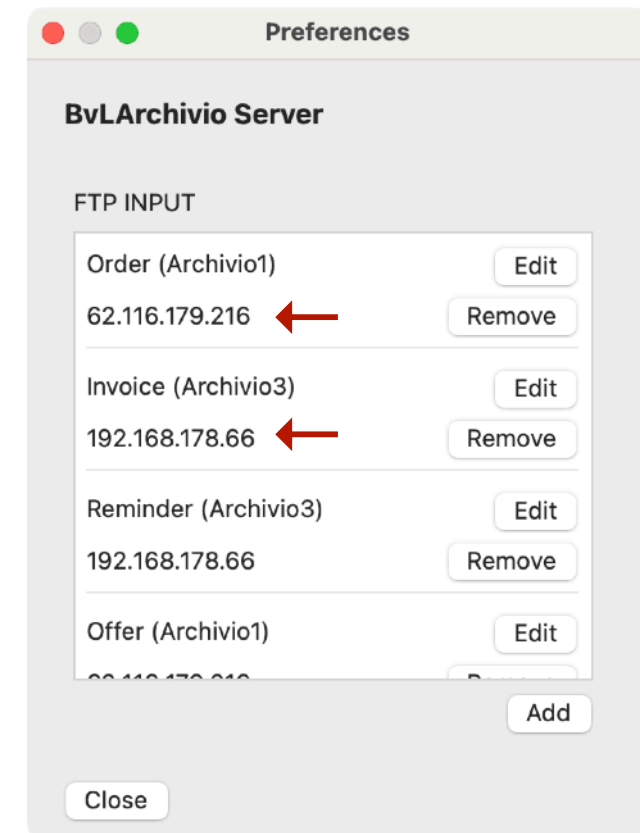 Preferences
BvLArchivio Server
FTP INPUT
Order (Archivio1) Edit
62.116.179.216 Remove
Invoice (Archivio3) Edit
192.168.178.66 Remove
Reminder (Archivio3) Edit
192.168.178.66 Remove
Offer (Archivio1) Edit
Add
Close